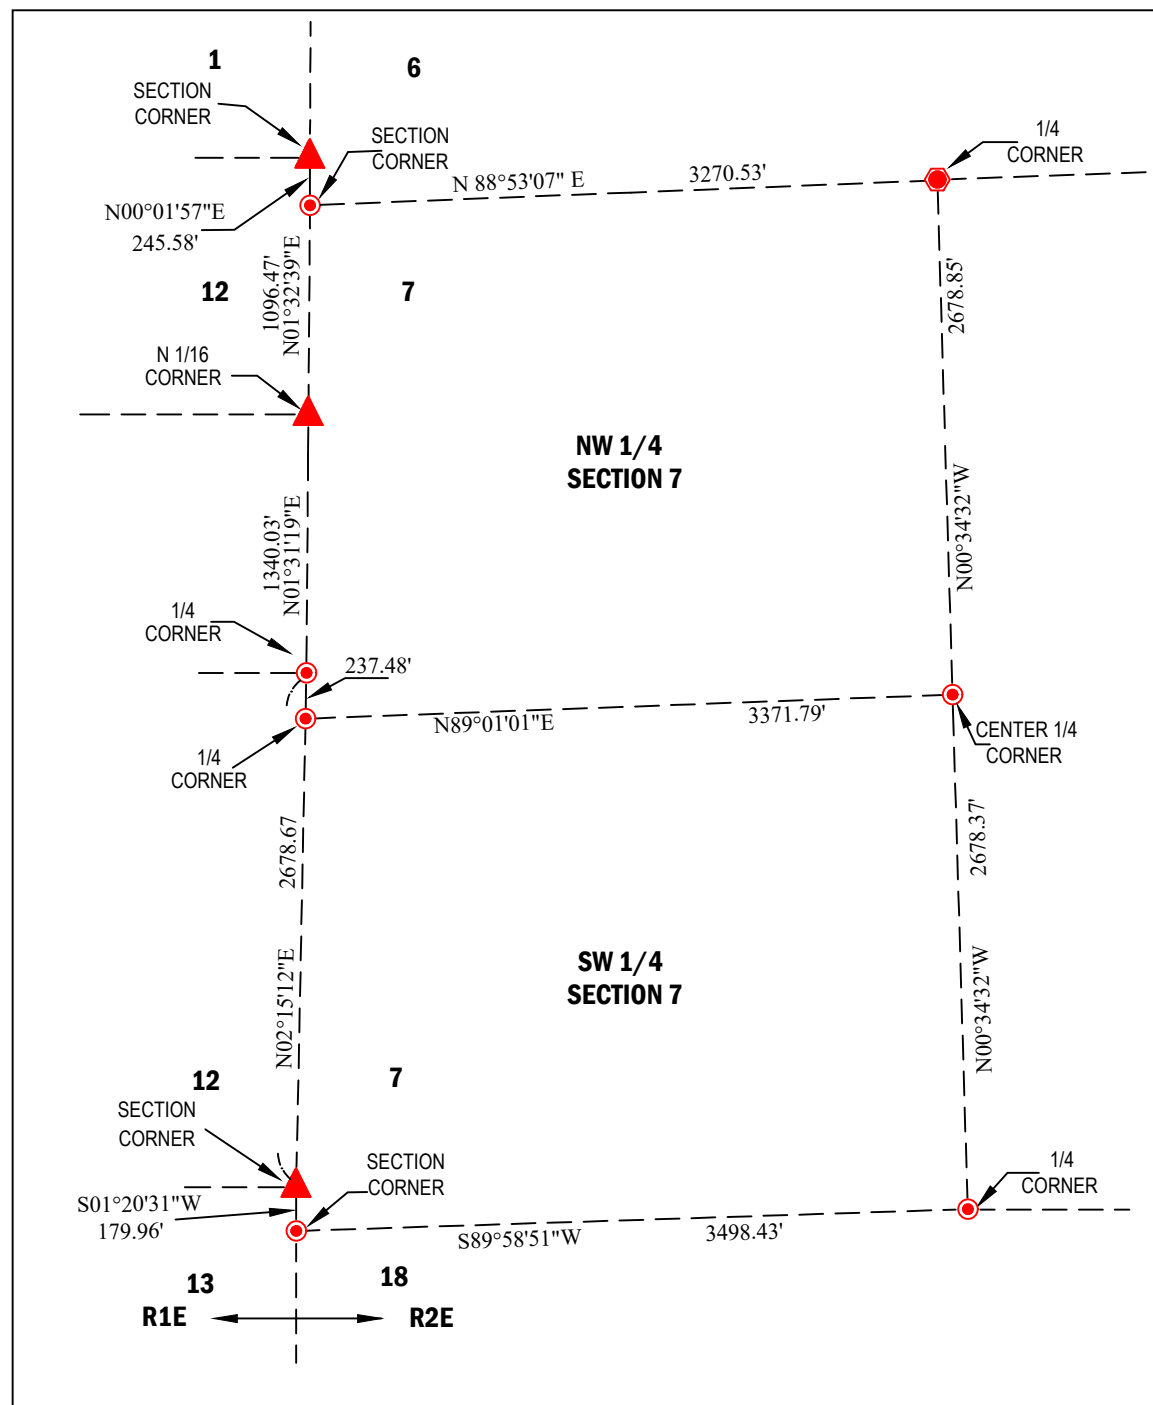 1
6
SECTION
CORNER
SECTION
CORNER
1/4
CORNER
N 88°53'07" E
3270.53'
N00°01'57"E
245.58'
1096.47'
N01°32'39"E
2678.85'
12
7
N 1/16
CORNER
NW 1/4
SECTION 7
N00°34'32"W
1340.03'
N01°31'19"E
1/4
CORNER
237.48'
N89°01'01"E
3371.79'
CENTER 1/4
CORNER
1/4
CORNER
2678.67
2678.37'
SW 1/4
SECTION 7
N02°15'12"E
N00°34'32"W
12
7
SECTION
CORNER
SECTION
CORNER
1/4
CORNER
S01°20'31"W
179.96'
S89°58'51"W
3498.43'
13
18
R1E
R2E